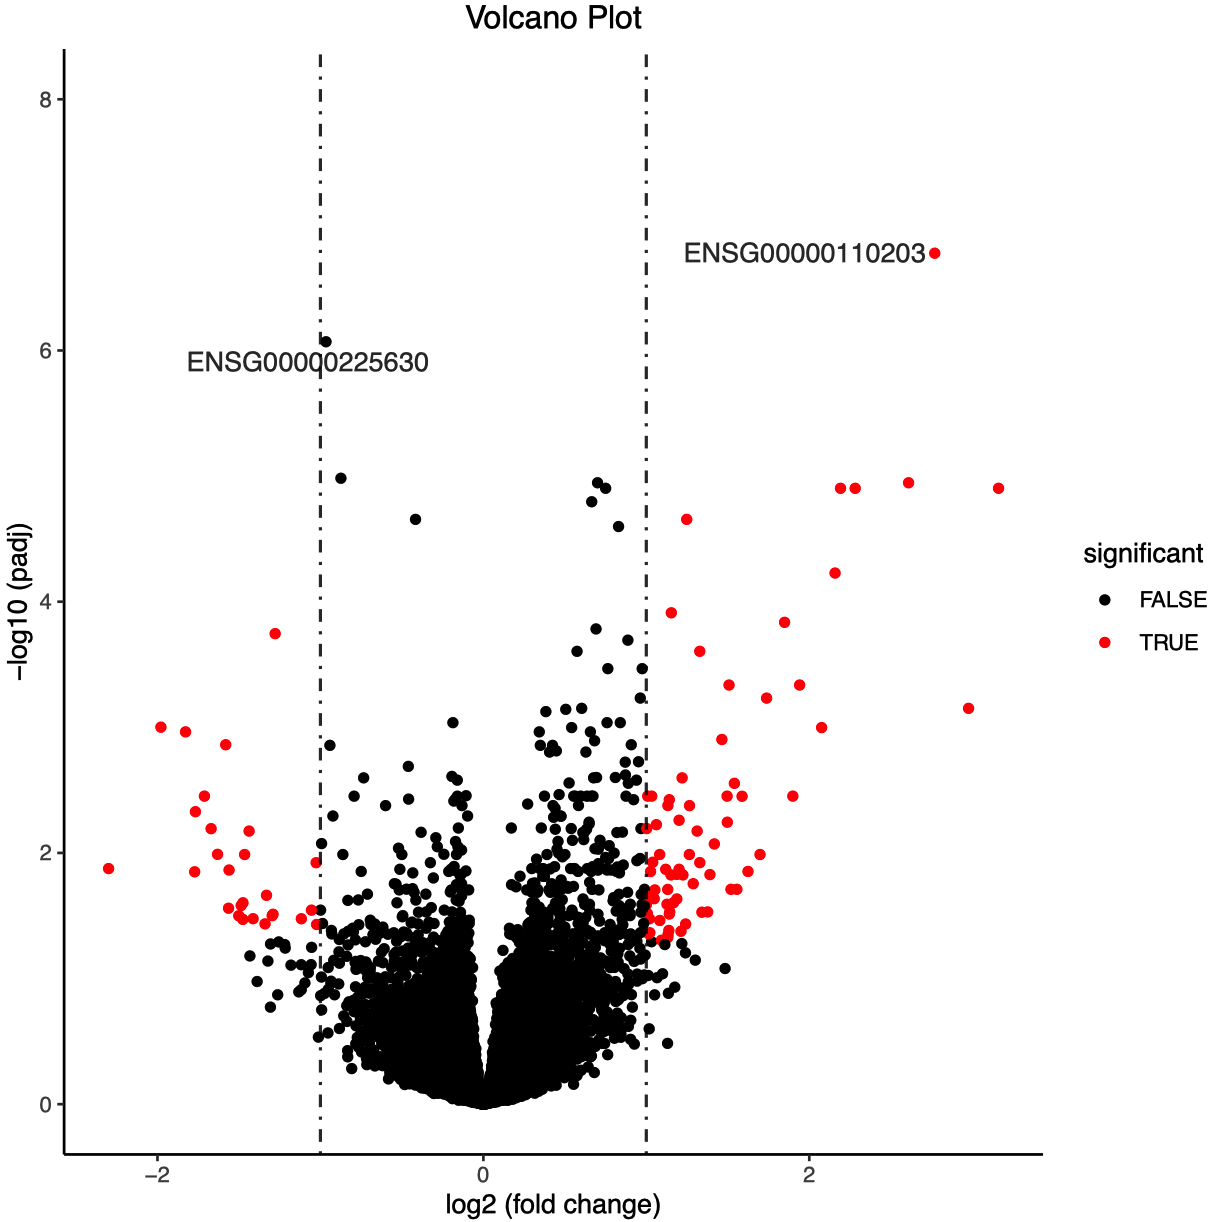 Volcano Plot
8
ENSG00000110203
6
ENSG00000225630
−log10 (padj)
significant
FALSE
4
TRUE
2
0
−2
0
2
log2 (fold change)